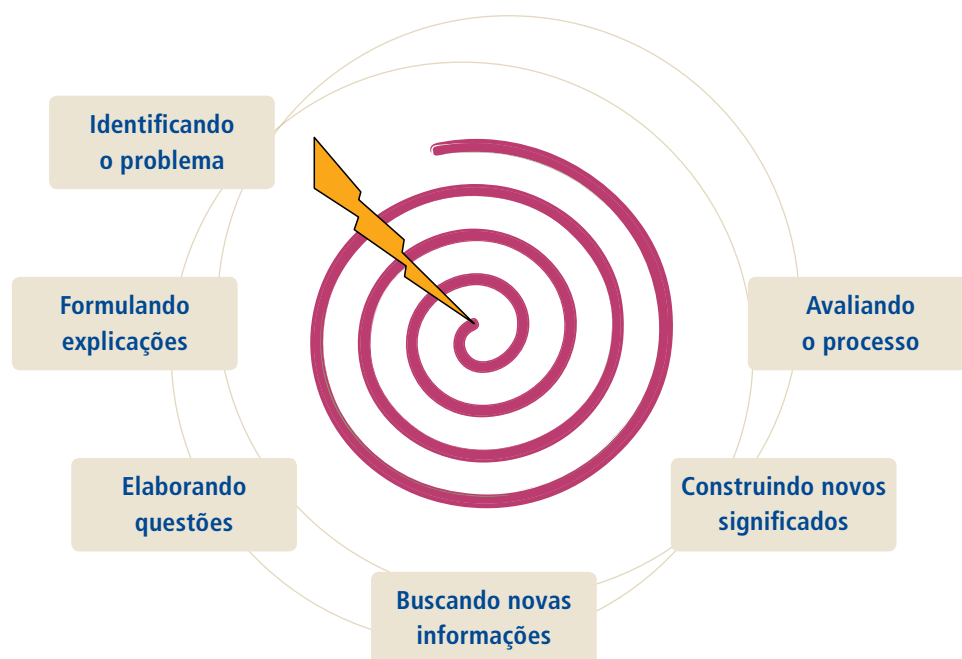 Identificando
o problema
Formulando
explicações
Elaborando
questões
Buscando novas
informações
Construindo novos
significados
Avaliando
o processo